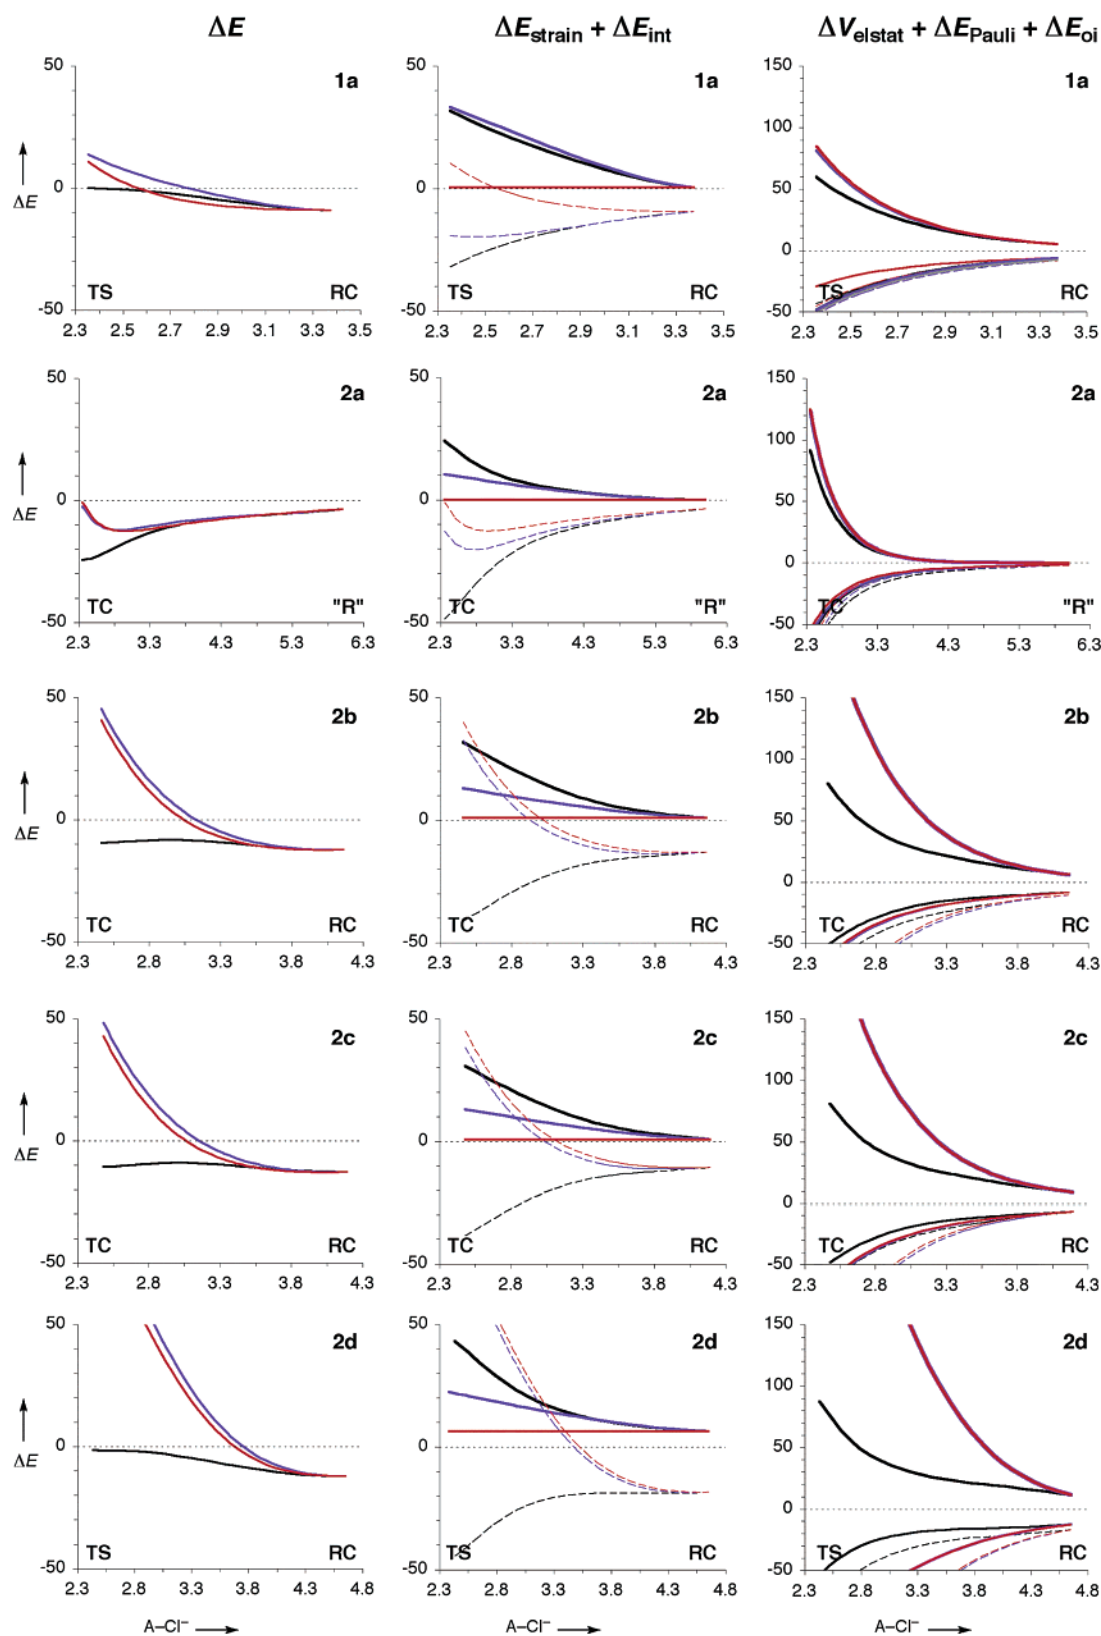 ΔE
ΔE_strain + ΔE_int
ΔV_elstat + ΔE_Pauli + ΔE_oi
50 0 -50 ΔE 1a TS RC
2.3 2.5 2.7 2.9 3.1 3.3 3.5
50 0 -50 1a TS RC
2.3 2.5 2.7 2.9 3.1 3.3 3.5
150 100 50 0 -50 1a TS RC
2.3 2.5 2.7 2.9 3.1 3.3 3.5
50 0 -50 ΔE 2a TC "R"
2.3 3.3 4.3 5.3 6.3
50 0 -50 2a TC "R"
2.3 3.3 4.3 5.3 6.3
150 100 50 0 -50 2a TC "R"
2.3 3.3 4.3 5.3 6.3
50 0 -50 ΔE 2b TC RC
2.3 2.8 3.3 3.8 4.3
50 0 -50 2b TC RC
2.3 2.8 3.3 3.8 4.3
150 100 50 0 -50 2b TC RC
2.3 2.8 3.3 3.8 4.3
50 0 -50 ΔE 2c TC RC
2.3 2.8 3.3 3.8 4.3
50 0 -50 2c TC RC
2.3 2.8 3.3 3.8 4.3
150 100 50 0 -50 2c TC RC
2.3 2.8 3.3 3.8 4.3
50 0 -50 ΔE 2d TS RC
2.3 2.8 3.3 3.8 4.3 4.8
50 0 -50 2d TS RC
2.3 2.8 3.3 3.8 4.3 4.8
150 100 50 0 -50 2d TS RC
2.3 2.8 3.3 3.8 4.3 4.8
A–Cl⁻
A–Cl⁻
A–Cl⁻